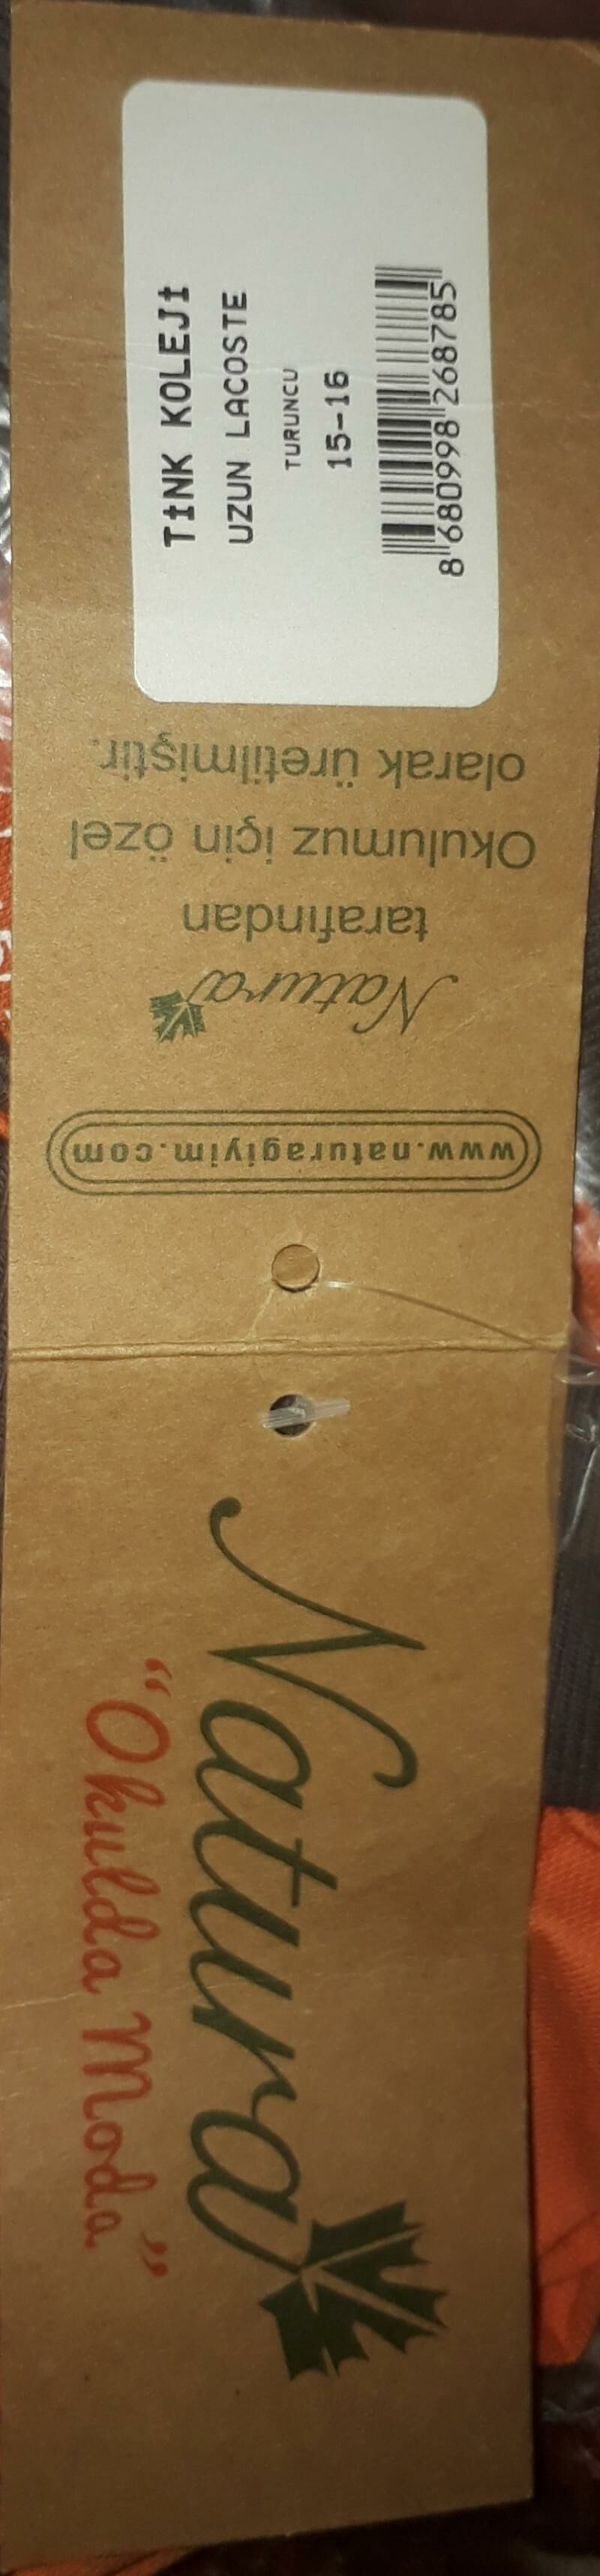 TİNK KOLEJİ
UZUN LACOSTE
TURUNCU
15-16
8 680998 268785
www.naturagiyim.com
Natura
tarafından
Okulumuz için özel
olarak üretilmiştir.
Natura
"Okulda Moda"